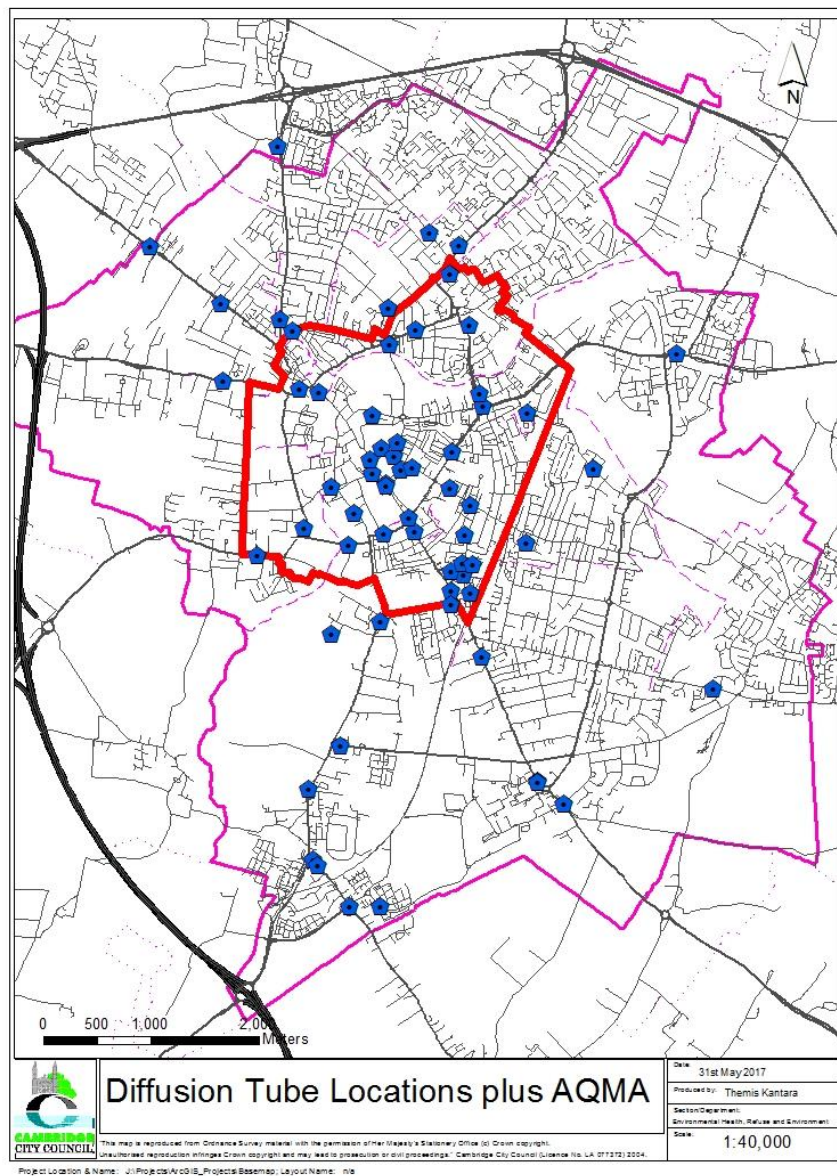 N
0 500 1,000 2,000
Meters
CAMBRIDGE
CITY COUNCIL
Diffusion Tube Locations plus AQMA
"This map is reproduced from Ordnance Survey material with the permission of Her Majesty's Stationery Office (c) Crown copyright.
Unauthorised reproduction infringes Crown copyright and may lead to prosecution or civil proceedings." Cambridge City Council (Licence No. LA 077372) 2004.
Date: 31st May 2017
Produced by: Themis Kantara
Section/Department:
Environmental Health, Refuse and Environment
Scale: 1:40,000
Project Location & Name: J:\Projects\ArcGIS_Projects\Basemap; Layout Name: n/a